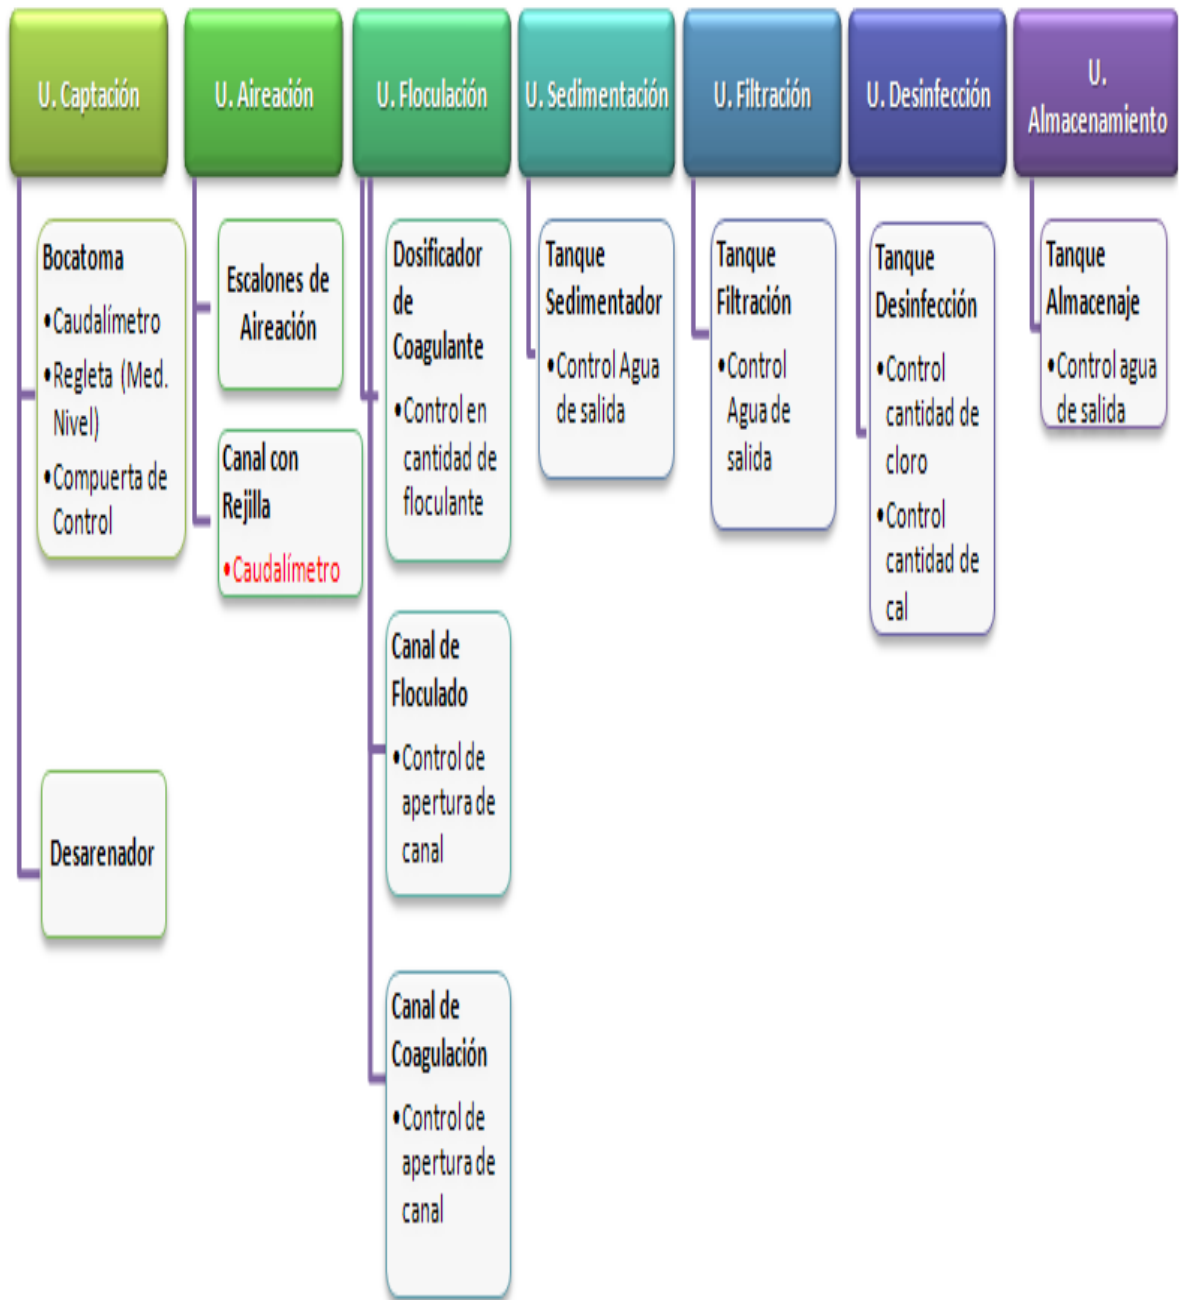 U. Captación
U. Aireación
U. Floculación
U. Sedimentación
U. Filtración
U. Desinfección
U.
Almacenamiento
Bocatoma
•Caudalímetro
•Regleta (Med.
Nivel)
•Compuerta de
Control
Desarenador
Escalones de
Aireación
Canal con
Rejilla
•Caudalímetro
Dosificador
de
Coagulante
•Control en
cantidad de
floculante
Canal de
Floculado
•Control de
apertura de
canal
Canal de
Coagulación
•Control de
apertura de
canal
Tanque
Sedimentador
•Control Agua
de salida
Tanque
Filtración
•Control
Agua de
salida
Tanque
Desinfección
•Control
cantidad de
cloro
•Control
cantidad de
cal
Tanque
Almacenaje
•Control agua
de salida